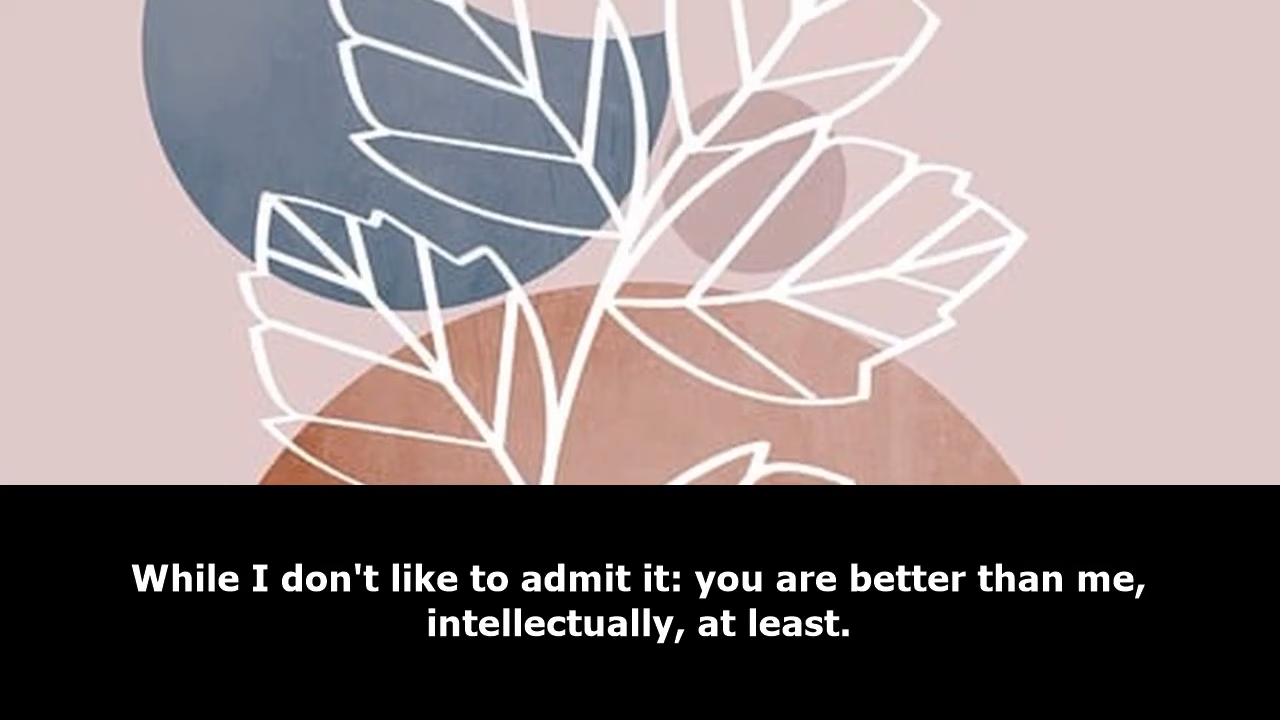 While I don't like to admit it: you are better than me,
intellectually, at least.